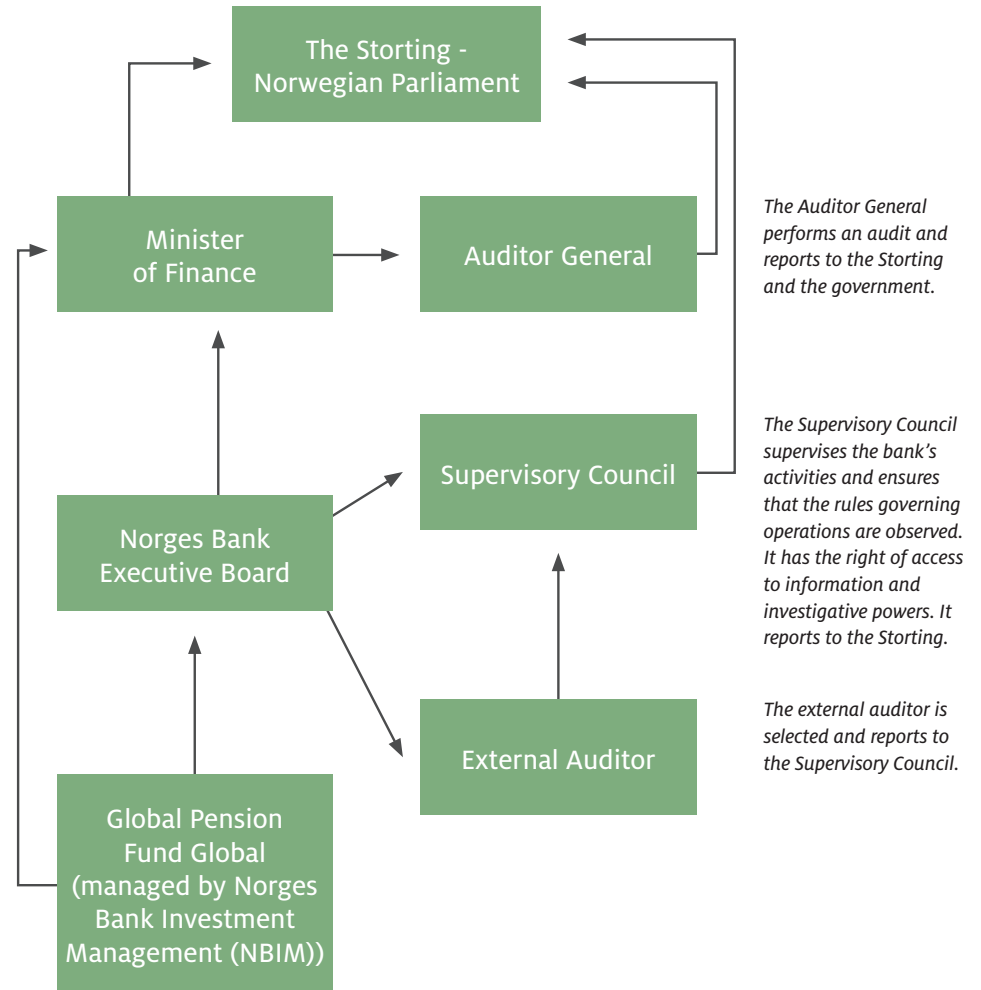 The Storting -
Norwegian Parliament
Minister
of Finance
Auditor General
The Auditor General
performs an audit and
reports to the Storting
and the government.
Supervisory Council
The Supervisory Council
supervises the bank’s
activities and ensures
that the rules governing
operations are observed.
It has the right of access
to information and
investigative powers. It
reports to the Storting.
Norges Bank
Executive Board
External Auditor
The external auditor is
selected and reports to
the Supervisory Council.
Global Pension
Fund Global
(managed by Norges
Bank Investment
Management (NBIM))